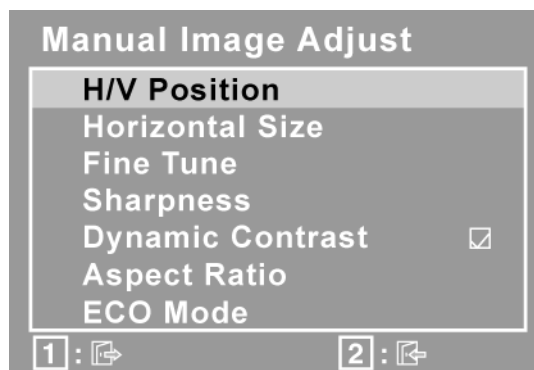 Manual Image Adjust
H/V Position
Horizontal Size
Fine Tune
Sharpness
Dynamic Contrast
Aspect Ratio
ECO Mode
1 : 2 :